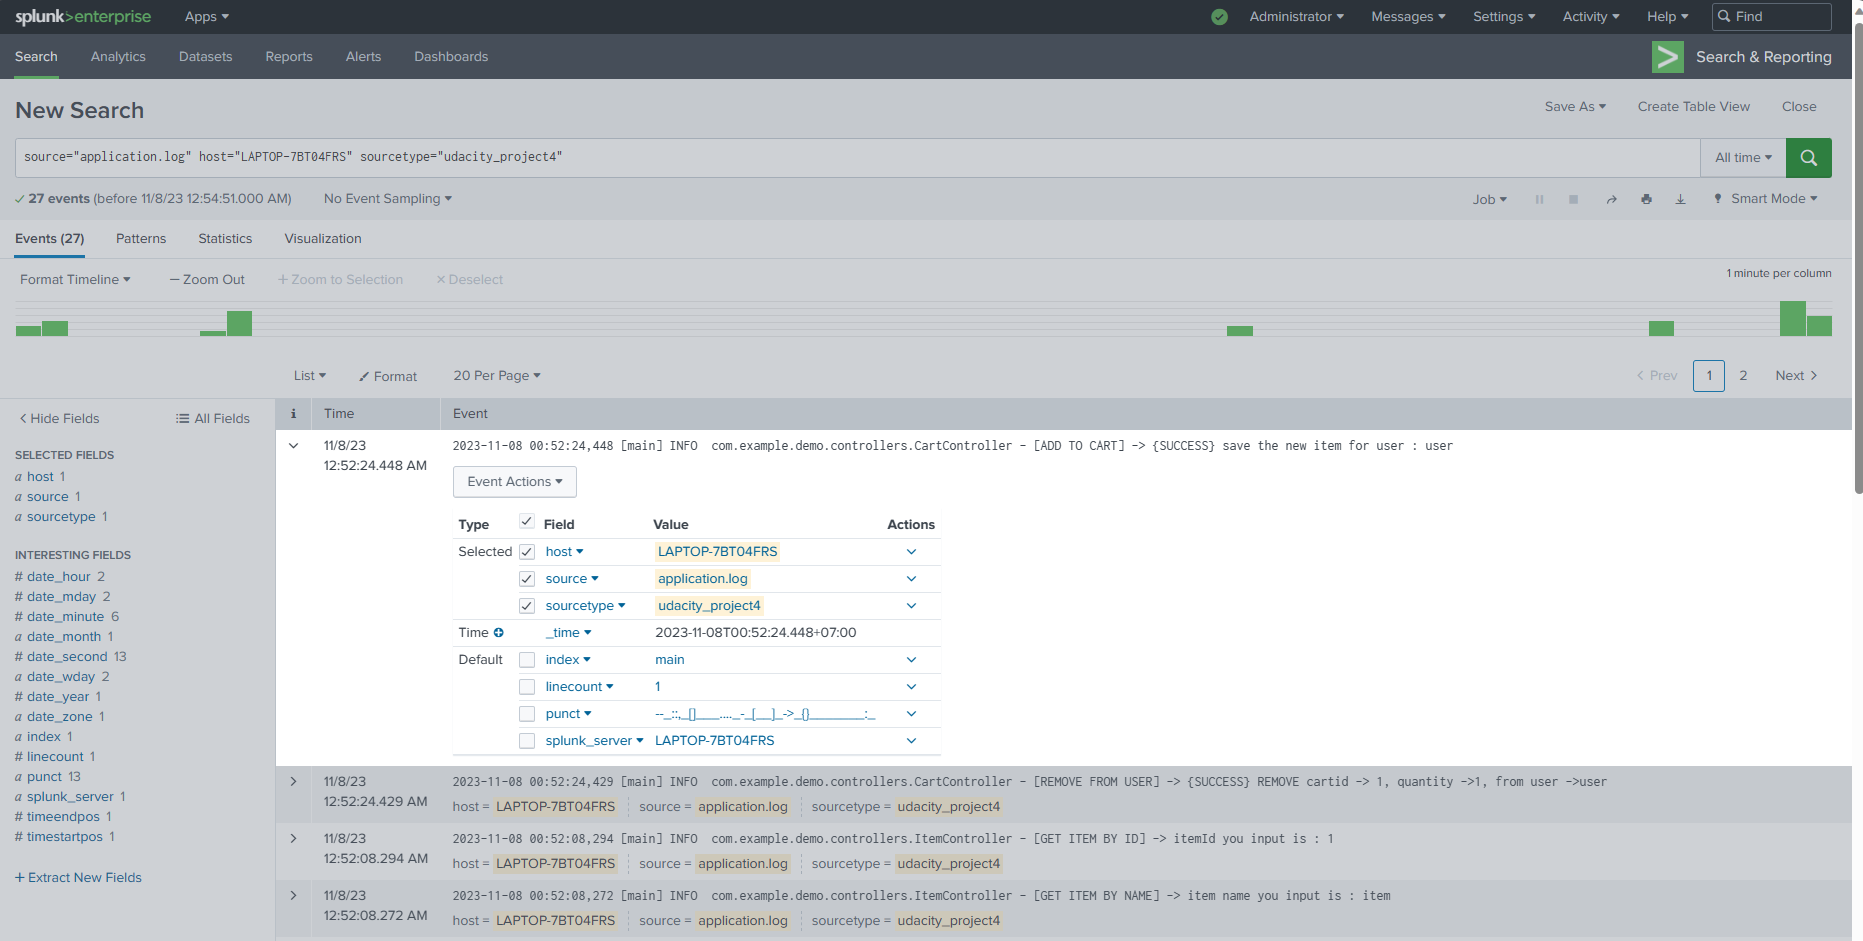 splunk>enterprise Apps Administrator Messages Settings Activity Help Find
Search Analytics Datasets Reports Alerts Dashboards Search & Reporting
New Search Save As Create Table View Close
source="application.log" host="LAPTOP-7BT04FRS" sourcetype="udacity_project4" All time
27 events (before 11/8/23 12:54:51.000 AM) No Event Sampling Job Smart Mode
Events (27) Patterns Statistics Visualization
Format Timeline — Zoom Out + Zoom to Selection × Deselect 1 minute per column
List Format 20 Per Page < Prev 1 2 Next >
< Hide Fields All Fields
SELECTED FIELDS
a host 1
a source 1
a sourcetype 1
INTERESTING FIELDS
# date_hour 2
# date_mday 2
# date_minute 6
a date_month 1
# date_second 13
a date_wday 2
# date_year 1
a date_zone 1
a index 1
# linecount 1
a punct 13
a splunk_server 1
# timeendpos 1
# timestartpos 1
+ Extract New Fields
i Time Event
11/8/23
12:52:24.448 AM
2023-11-08 00:52:24,448 [main] INFO  com.example.demo.controllers.CartController - [ADD TO CART] -> {SUCCESS} save the new item for user : user
Event Actions
Type Field Value Actions
Selected host LAPTOP-7BT04FRS
source application.log
sourcetype udacity_project4
Time _time 2023-11-08T00:52:24.448+07:00
Default index main
linecount 1
punct
splunk_server LAPTOP-7BT04FRS
11/8/23
12:52:24.429 AM
2023-11-08 00:52:24,429 [main] INFO  com.example.demo.controllers.CartController - [REMOVE FROM USER] -> {SUCCESS} REMOVE cartid -> 1, quantity ->1, from user ->user
host = LAPTOP-7BT04FRS source = application.log sourcetype = udacity_project4
11/8/23
12:52:08.294 AM
2023-11-08 00:52:08,294 [main] INFO  com.example.demo.controllers.ItemController - [GET ITEM BY ID] -> itemId you input is : 1
host = LAPTOP-7BT04FRS source = application.log sourcetype = udacity_project4
11/8/23
12:52:08.272 AM
2023-11-08 00:52:08,272 [main] INFO  com.example.demo.controllers.ItemController - [GET ITEM BY NAME] -> item name you input is : item
host = LAPTOP-7BT04FRS source = application.log sourcetype = udacity_project4